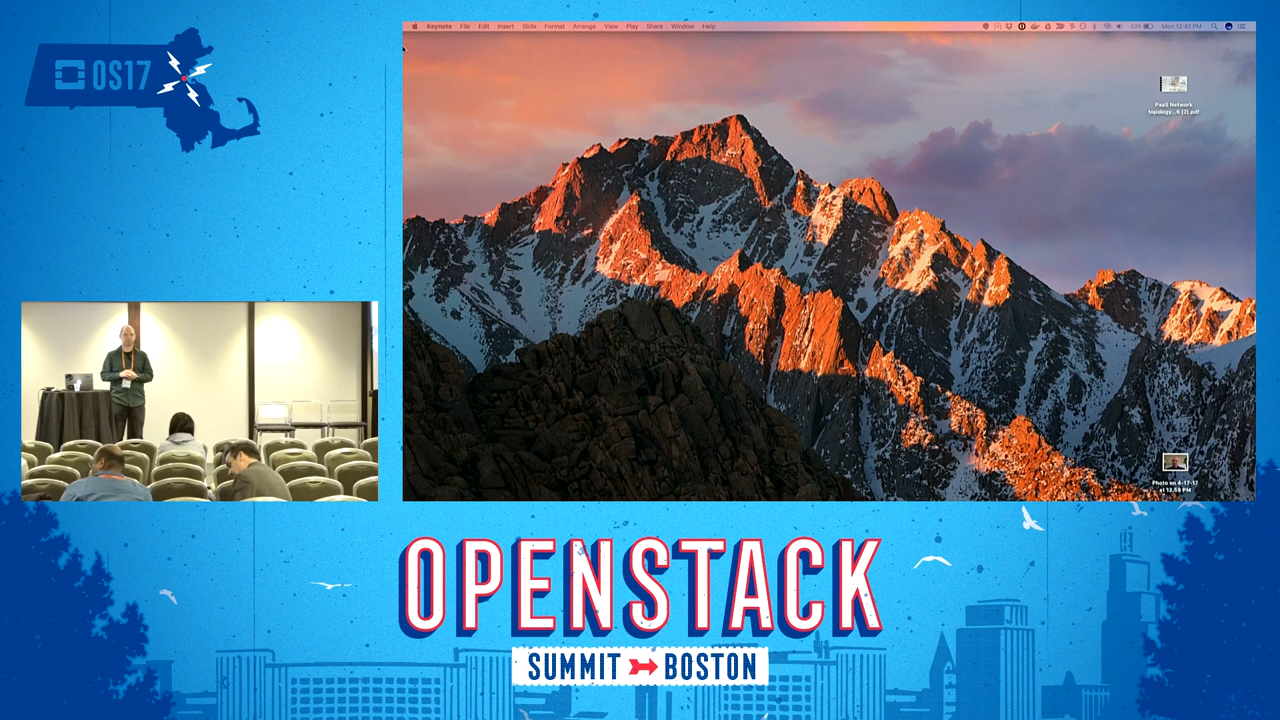 OS17
Keynote File Edit Insert Slide Format Arrange View Play Share Window Help
Mon 12:41 PM
PaaS Network
topology...6 (2).pdf
Photo on 4-17-17
at 12.59 PM
OPENSTACK
SUMMIT BOSTON